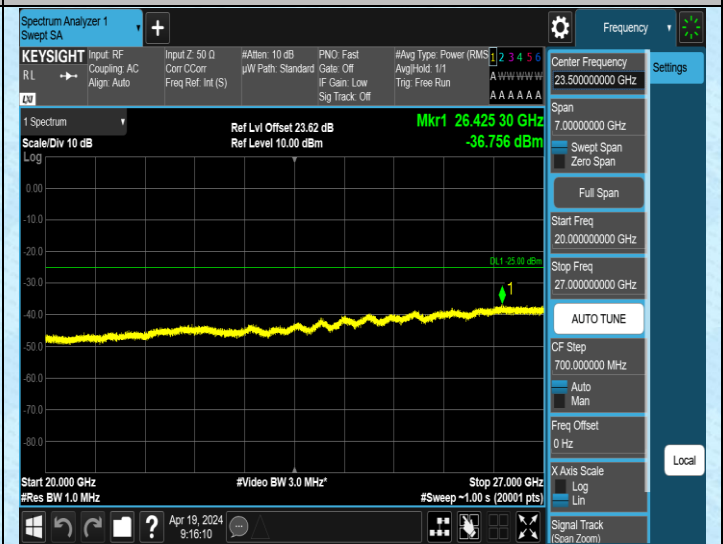 Spectrum Analyzer 1
Swept SA
Frequency
KEYSIGHT
RL
LXI
Input: RF
Coupling: AC
Align: Auto
Input Z: 50 Ω
Corr CCorr
Freq Ref: Int (S)
#Atten: 10 dB
µW Path: Standard
PNO: Fast
Gate: Off
IF Gain: Low
Sig Track: Off
#Avg Type: Power (RMS
Avg|Hold: 1/1
Trig: Free Run
1 2 3 4 5 6
A W W W W W
A A A A A A
Center Frequency
23.500000000 GHz
Settings
Span
7.00000000 GHz
Swept Span
Zero Span
Full Span
Start Freq
20.000000000 GHz
Stop Freq
27.000000000 GHz
AUTO TUNE
CF Step
700.000000 MHz
Auto
Man
Freq Offset
0 Hz
X Axis Scale
Log
Lin
Signal Track
(Span Zoom)
Local
1 Spectrum
Scale/Div 10 dB
Log
Ref Lvl Offset 23.62 dB
Ref Level 10.00 dBm
Mkr1 26.425 30 GHz
-36.756 dBm
0.00
-10.0
-20.0
DL1 -25.00 dBm
-30.0
1
-40.0
-50.0
-60.0
-70.0
-80.0
Start 20.000 GHz
#Res BW 1.0 MHz
#Video BW 3.0 MHz*
Stop 27.000 GHz
#Sweep ~1.00 s (20001 pts)
?
Apr 19, 2024
9:16:10